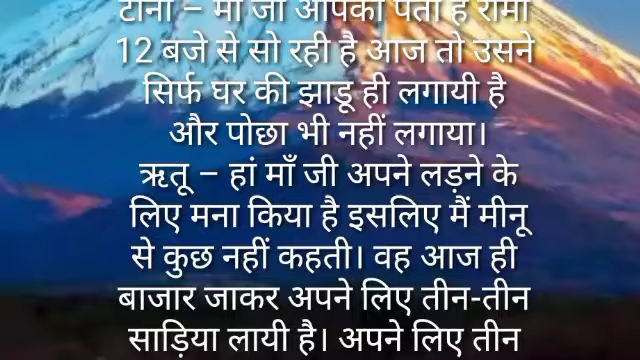 टीना – माँ जी आपको पता है रीमा
12 बजे से सो रही है आज तो उसने
सिर्फ घर की झाडू ही लगायी है
और पोछा भी नहीं लगाया।
ऋतू – हां माँ जी अपने लड़ने के
लिए मना किया है इसलिए मैं मीनू
से कुछ नहीं कहती। वह आज ही
बाजार जाकर अपने लिए तीन-तीन
साड़िया लायी है। अपने लिए तीन